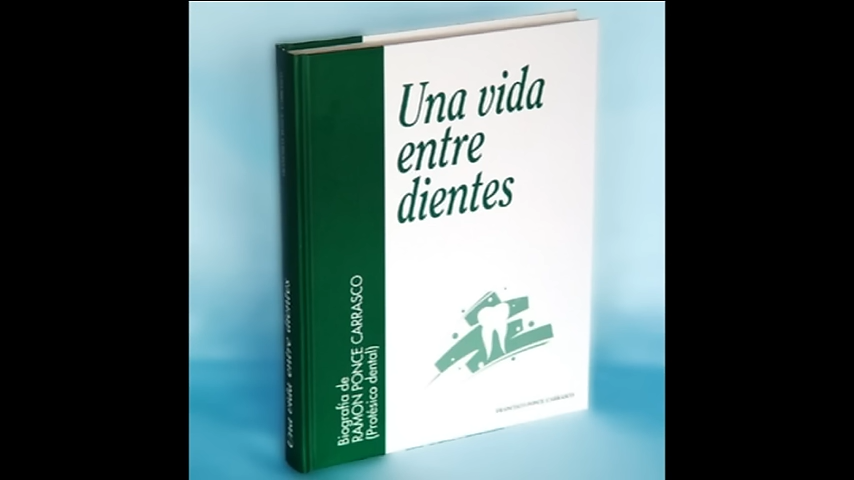 Una vida
entre
dientes
Biografía de
RAMÓN PONCE CARRASCO
(Protésico dental)
Una vida entre dientes